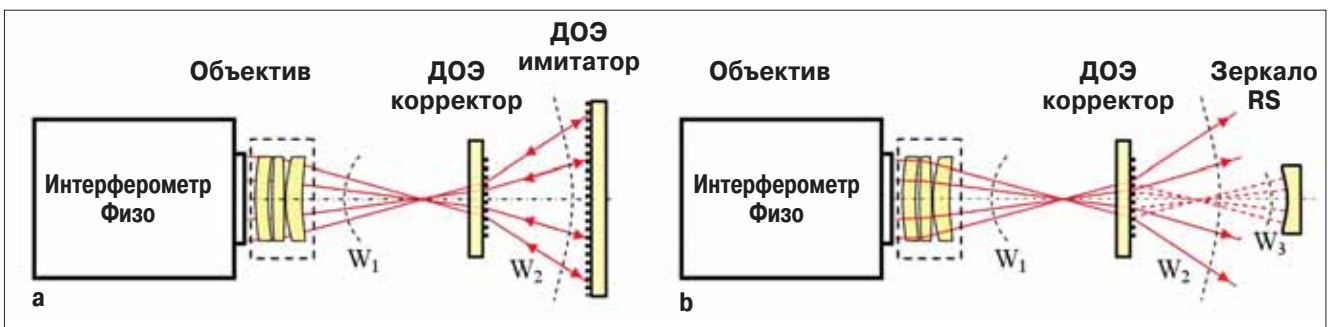 Объектив
ДОЭ
корректор
ДОЭ
имитатор
Интерферометр
Физо
W₁
W₂
a
Объектив
ДОЭ
корректор
Зеркало
RS
Интерферометр
Физо
W₁
W₂
W₃
b